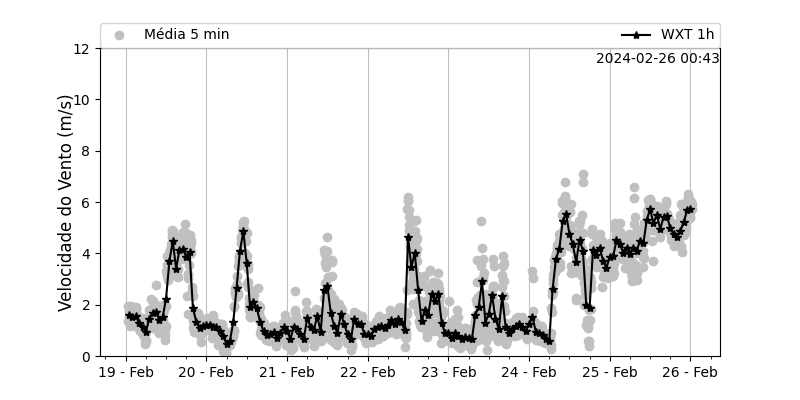 Média 5 min
WXT 1h
2024-02-26 00:43
Velocidade do Vento (m/s)
12
10
8
6
4
2
0
19 - Feb 20 - Feb 21 - Feb 22 - Feb 23 - Feb 24 - Feb 25 - Feb 26 - Feb